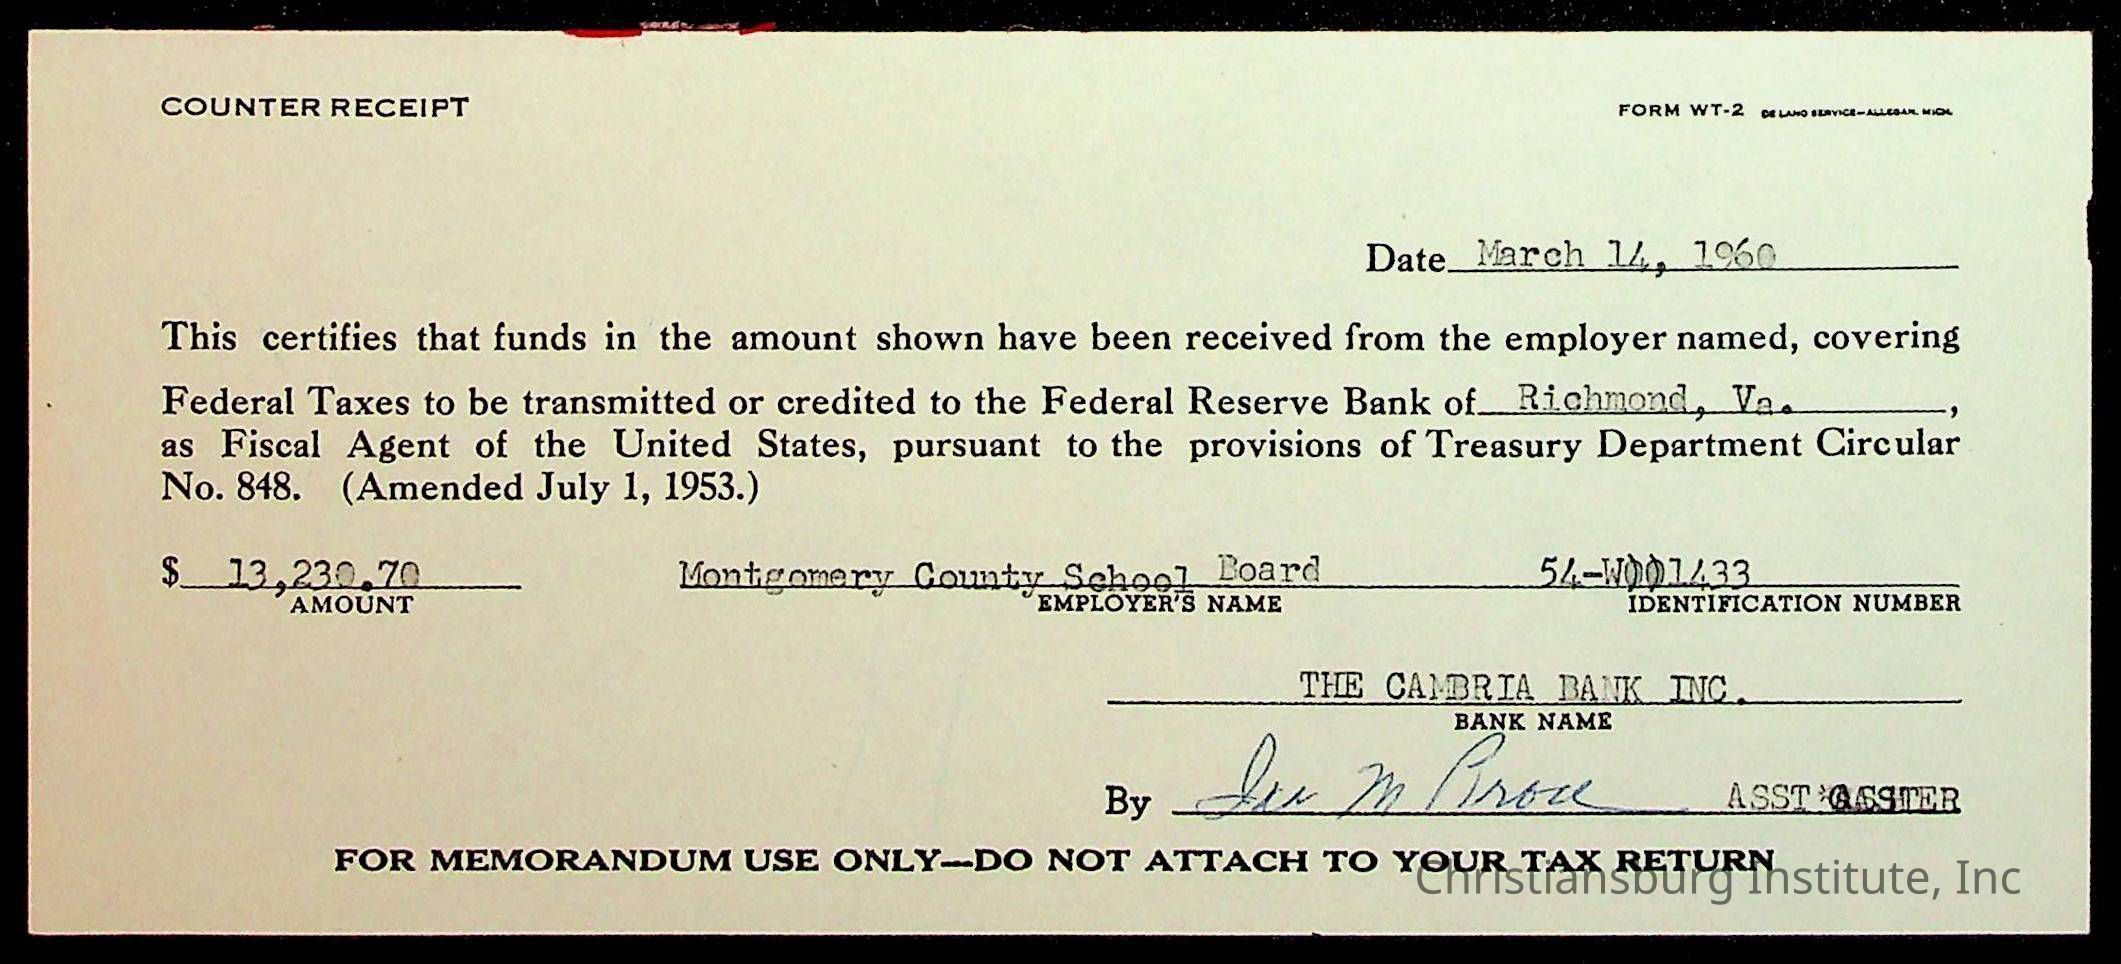 COUNTER RECEIPT
FORM WT-2 DE LANO SERVICE—ALLEGAN, MICH.
Date March 14, 1960
This certifies that funds in the amount shown have been received from the employer named, covering
Federal Taxes to be transmitted or credited to the Federal Reserve Bank of Richmond, Va. ,
as Fiscal Agent of the United States, pursuant to the provisions of Treasury Department Circular
No. 848. (Amended July 1, 1953.)
$ 13,230.70 Montgomery County School Board 54-W001433
AMOUNT EMPLOYER'S NAME IDENTIFICATION NUMBER
THE CAMBRIA BANK INC.
BANK NAME
By M ASST
FOR MEMORANDUM USE ONLY—DO NOT ATTACH TO YOUR TAX RETURN
Christiansburg Institute, Inc